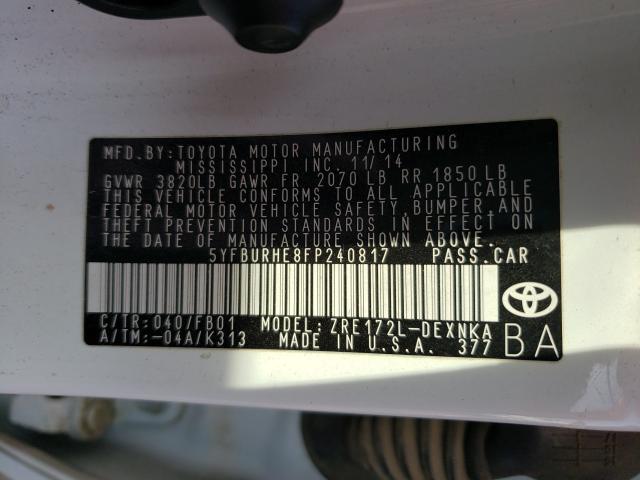 MFD.BY:TOYOTA MOTOR MANUFACTURING
MISSISSIPPI INC. 11/14
GVWR 3820LB GAWR FR 2070 LB RR 1850 LB
THIS VEHICLE CONFORMS TO ALL APPLICABLE
FEDERAL MOTOR VEHICLE SAFETY, BUMPER, AND
THEFT PREVENTION STANDARDS IN EFFECT ON
THE DATE OF MANUFACTURE SHOWN ABOVE.
5YFBURHE8FP240817 PASS.CAR
C/TR:040/FB01 MODEL:ZRE172L-DEXNKA
A/TM:-04A/K313 MADE IN U.S.A. 377
BA